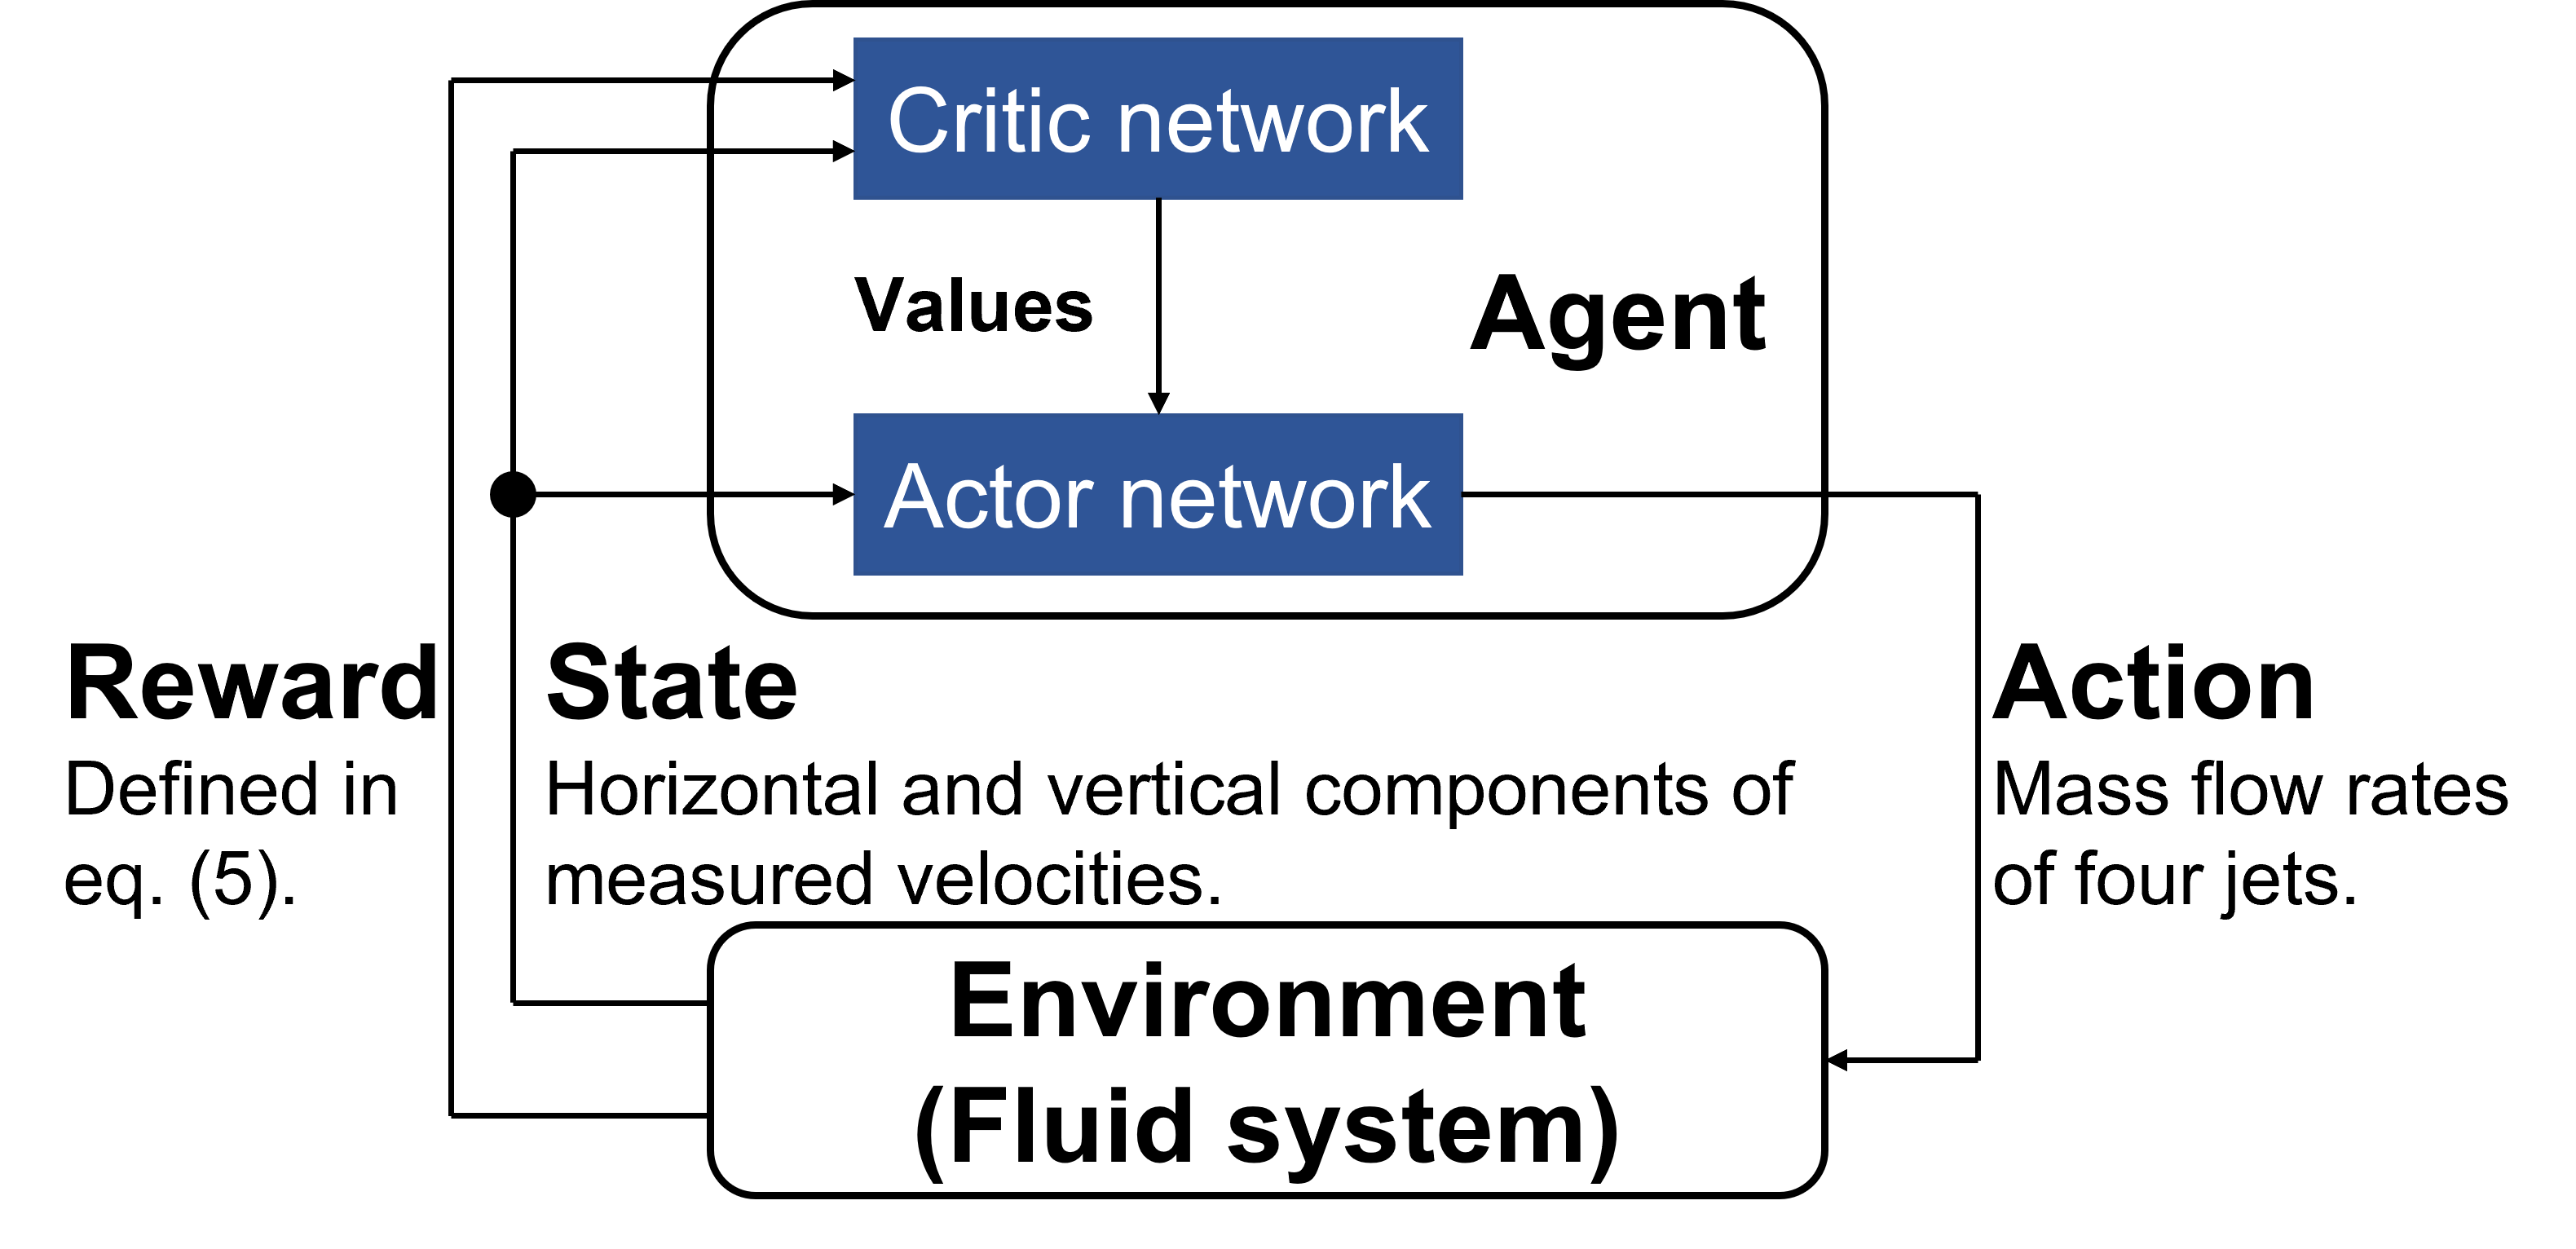 Critic network
Values
Agent
Actor network
Reward
Defined in
eq. (5).
State
Horizontal and vertical components of
measured velocities.
Action
Mass flow rates
of four jets.
Environment
(Fluid system)